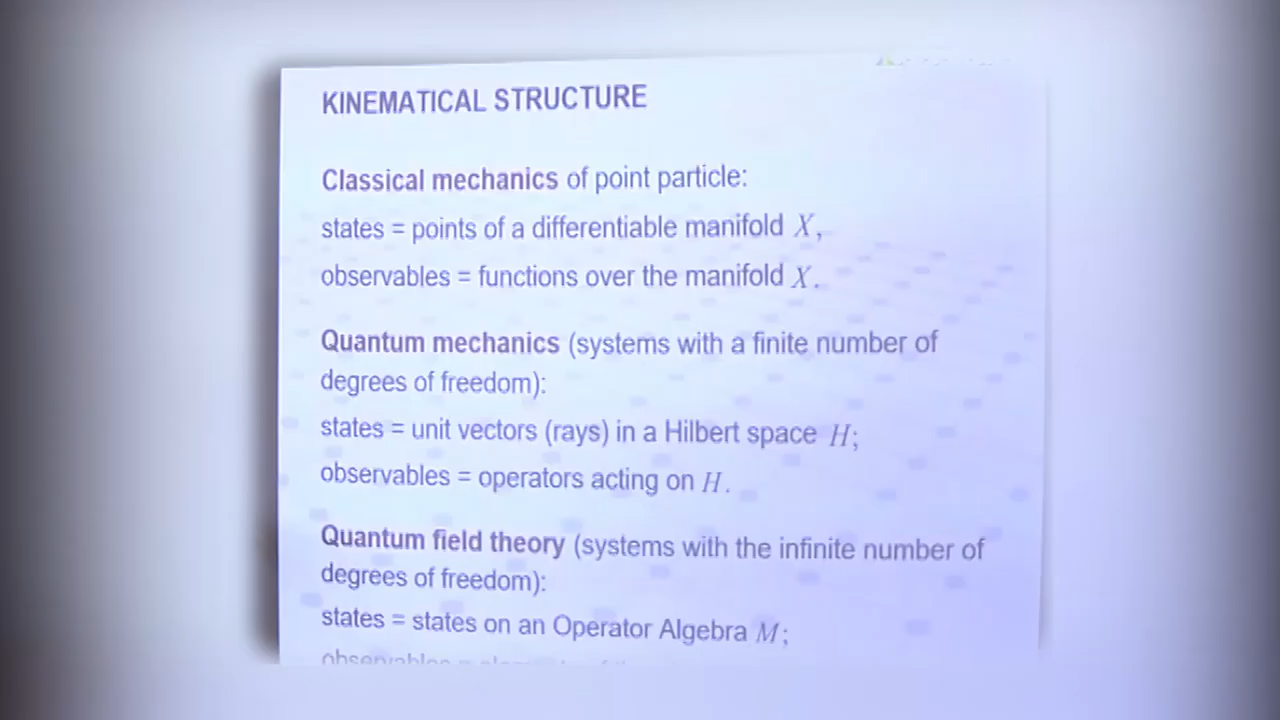 KINEMATICAL STRUCTURE
Classical mechanics of point particle:
states = points of a differentiable manifold X,
observables = functions over the manifold X.
Quantum mechanics (systems with a finite number of
degrees of freedom):
states = unit vectors (rays) in a Hilbert space H;
observables = operators acting on H.
Quantum field theory (systems with the infinite number of
degrees of freedom):
states = states on an Operator Algebra M;
observables =